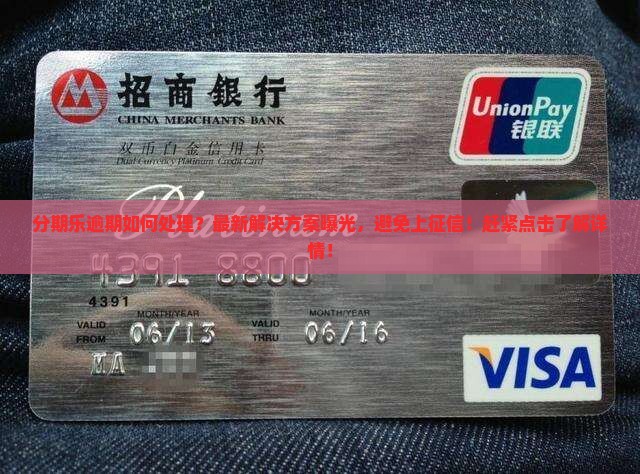 招商银行
CHINA MERCHANTS BANK
双币白金信用卡
Dual Currency Platinum Credit Card
UnionPay
银联
Platinum
分期乐逾期如何处理？最新解决方案曝光，避免上征信！赶紧点击了解详
情！
4391 8800
4391
MONTH/YEAR
MONTH/YEAR
VALID
FROM
06/13
VALID
THRU
06/16
MA
VISA